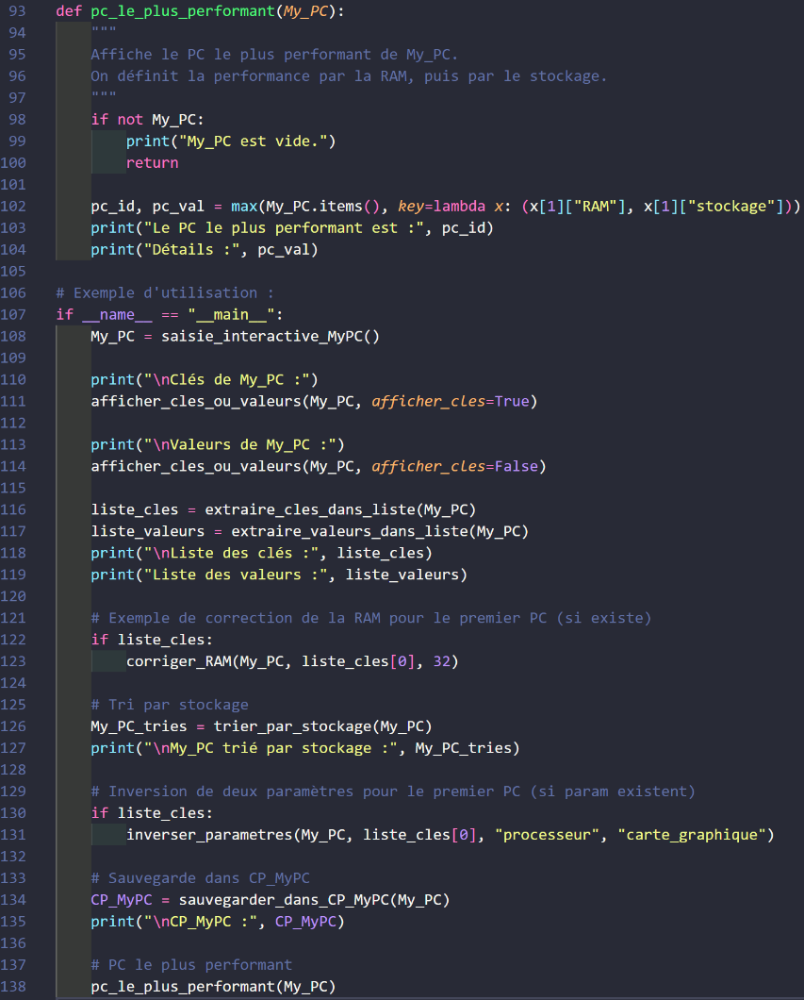 93 def pc_le_plus_performant(My_PC):
94 """
95 Affiche le PC le plus performant de My_PC.
96 On définit la performance par la RAM, puis par le stockage.
97 """
98 if not My_PC:
99 print("My_PC est vide.")
100 return
101
102 pc_id, pc_val = max(My_PC.items(), key=lambda x: (x[1]["RAM"], x[1]["stockage"]))
103 print("Le PC le plus performant est :", pc_id)
104 print("Détails :", pc_val)
105
106 # Exemple d'utilisation :
107 if __name__ == "__main__":
108 My_PC = saisie_interactive_MyPC()
109
110 print("\nClés de My_PC :")
111 afficher_cles_ou_valeurs(My_PC, afficher_cles=True)
112
113 print("\nValeurs de My_PC :")
114 afficher_cles_ou_valeurs(My_PC, afficher_cles=False)
115
116 liste_cles = extraire_cles_dans_liste(My_PC)
117 liste_valeurs = extraire_valeurs_dans_liste(My_PC)
118 print("\nListe des clés :", liste_cles)
119 print("Liste des valeurs :", liste_valeurs)
120
121 # Exemple de correction de la RAM pour le premier PC (si existe)
122 if liste_cles:
123 corriger_RAM(My_PC, liste_cles[0], 32)
124
125 # Tri par stockage
126 My_PC_tries = trier_par_stockage(My_PC)
127 print("\nMy_PC trié par stockage :", My_PC_tries)
128
129 # Inversion de deux paramètres pour le premier PC (si param existent)
130 if liste_cles:
131 inverser_parametres(My_PC, liste_cles[0], "processeur", "carte_graphique")
132
133 # Sauvegarde dans CP_MyPC
134 CP_MyPC = sauvegarder_dans_CP_MyPC(My_PC)
135 print("\nCP_MyPC :", CP_MyPC)
136
137 # PC le plus performant
138 pc_le_plus_performant(My_PC)